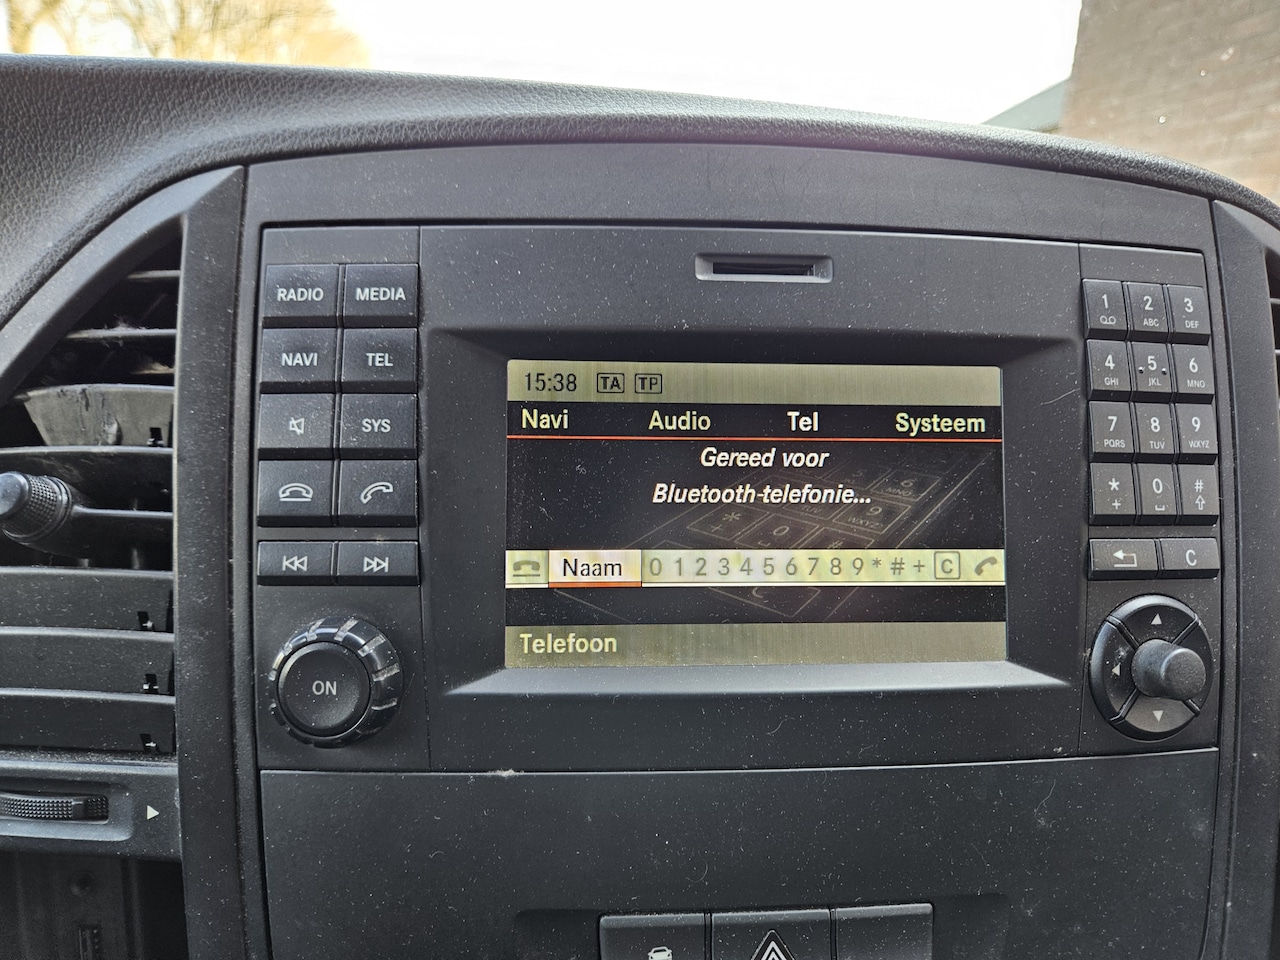 RADIO MEDIA
NAVI TEL
SYS
ON
15:38 TA TP
Navi Audio Tel Systeem
Gereed voor
Bluetooth-telefonie...
Naam 0 1 2 3 4 5 6 7 8 9 * # + C
Telefoon
1 2 ABC 3 DEF
4 GHI 5 JKL 6 MNO
7 PQRS 8 TUV 9 WXYZ
* + 0 #
C